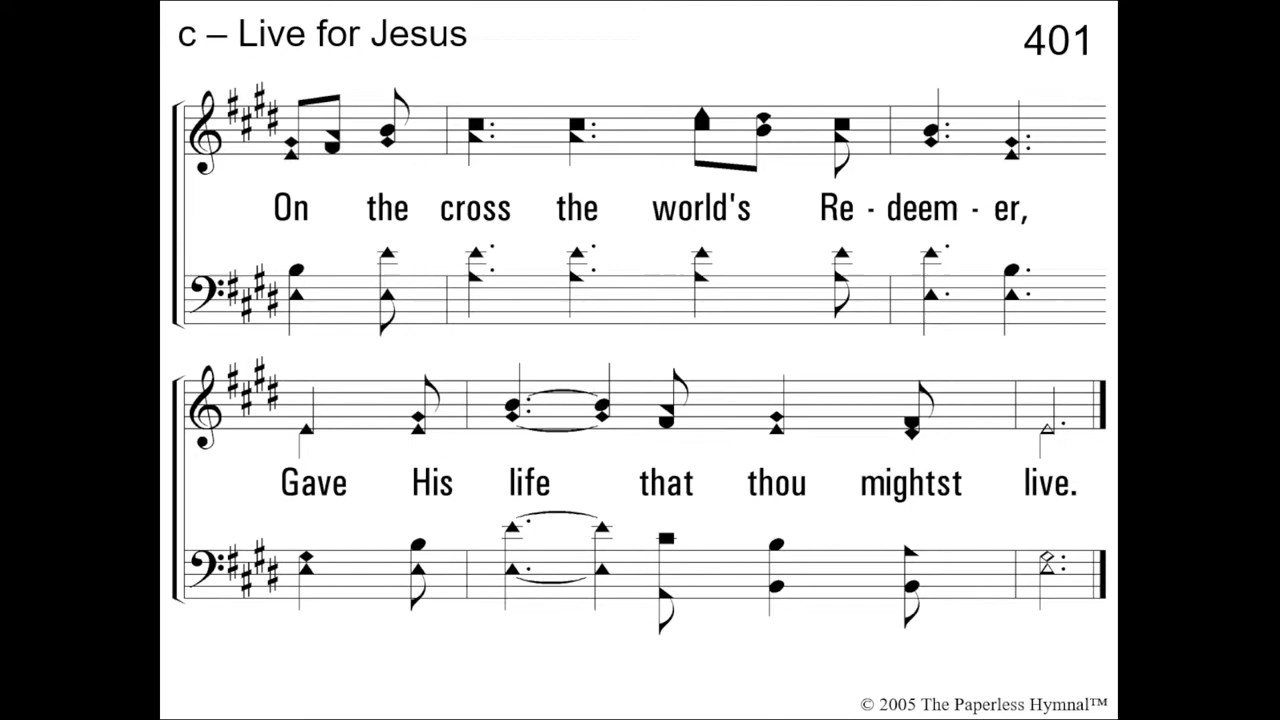 c – Live for Jesus
401
On the cross the world's Re - deem - er,
Gave His life that thou mightst live.
© 2005 The Paperless Hymnal™